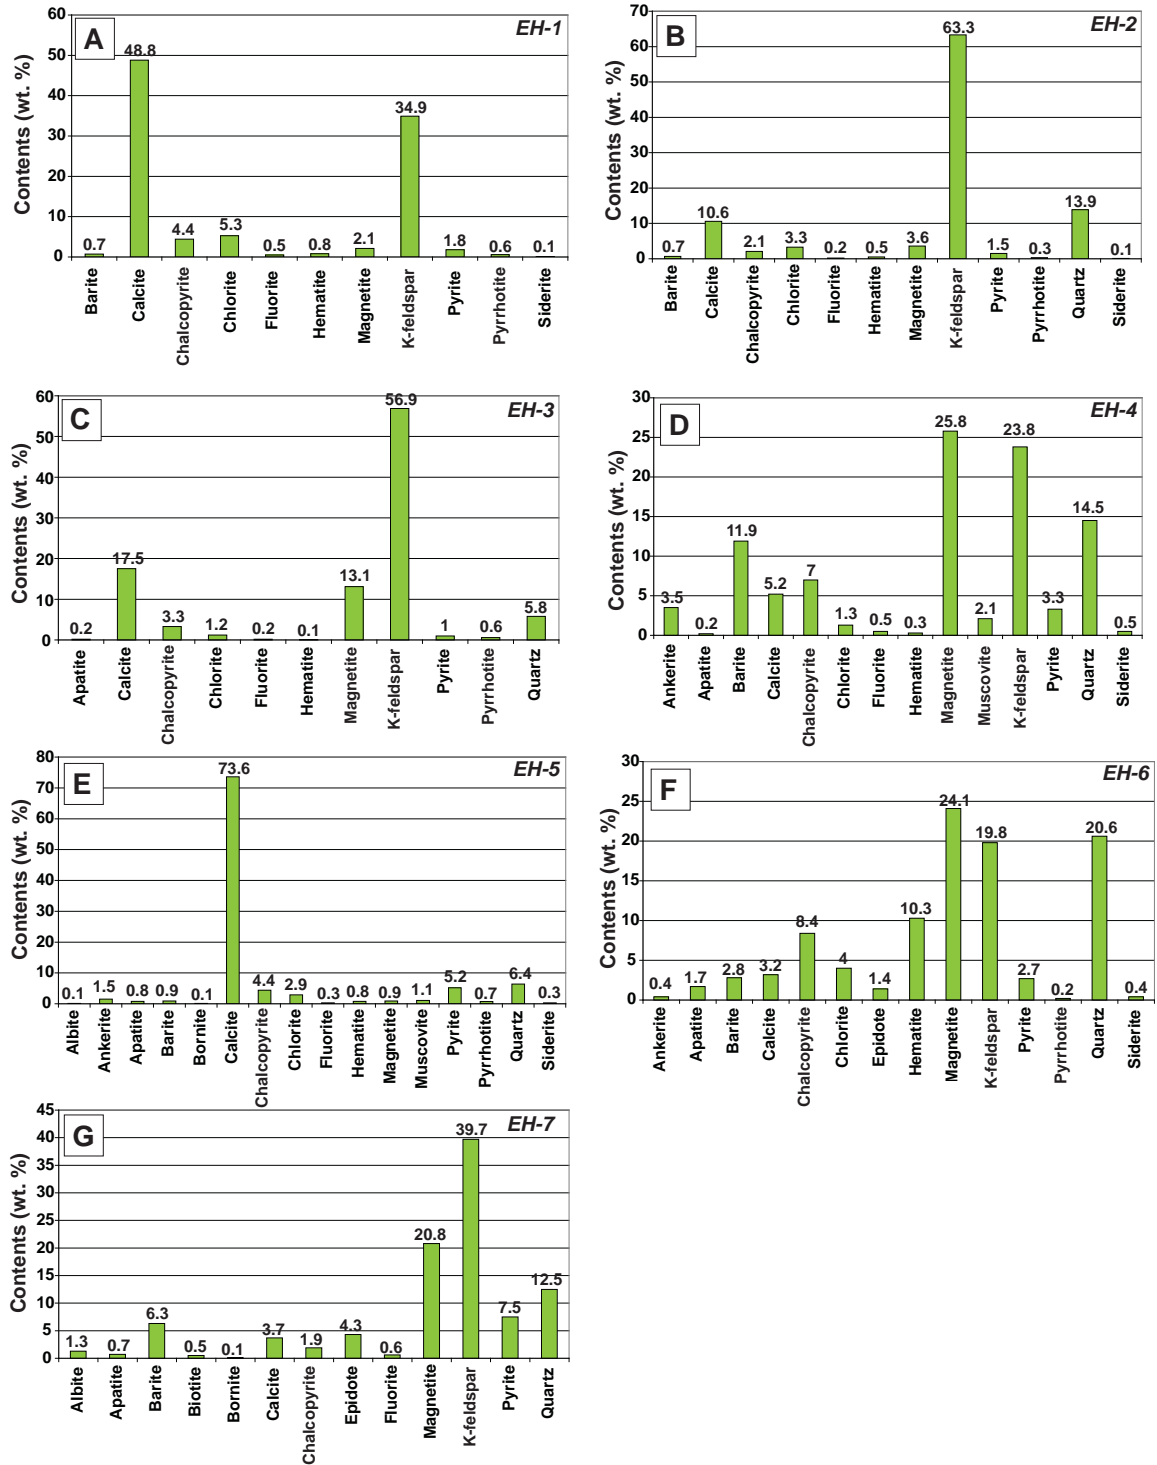 A
EH-1
Contents (wt. %)
60
50
40
30
20
10
0
0.7
48.8
4.4
5.3
0.5
0.8
2.1
34.9
1.8
0.6
0.1
Barite
Calcite
Chalcopyrite
Chlorite
Fluorite
Hematite
Magnetite
K-feldspar
Pyrite
Pyrrhotite
Siderite
B
EH-2
Contents (wt. %)
70
60
50
40
30
20
10
0
0.7
10.6
2.1
3.3
0.2
0.5
3.6
63.3
1.5
0.3
13.9
0.1
Barite
Calcite
Chalcopyrite
Chlorite
Fluorite
Hematite
Magnetite
K-feldspar
Pyrite
Pyrrhotite
Quartz
Siderite
C
EH-3
Contents (wt. %)
60
50
40
30
20
10
0
0.2
17.5
3.3
1.2
0.2
0.1
13.1
56.9
1
0.6
5.8
Apatite
Calcite
Chalcopyrite
Chlorite
Fluorite
Hematite
Magnetite
K-feldspar
Pyrite
Pyrrhotite
Quartz
D
EH-4
Contents (wt. %)
30
25
20
15
10
5
0
3.5
0.2
11.9
5.2
7
1.3
0.5
0.3
25.8
2.1
23.8
3.3
14.5
0.5
Ankerite
Apatite
Barite
Calcite
Chalcopyrite
Chlorite
Fluorite
Hematite
Magnetite
Muscovite
K-feldspar
Pyrite
Quartz
Siderite
E
EH-5
Contents (wt. %)
80
70
60
50
40
30
20
10
0
0.1
1.5
0.8
0.9
0.1
73.6
4.4
2.9
0.3
0.8
0.9
1.1
5.2
0.7
6.4
0.3
Albite
Ankerite
Apatite
Barite
Bornite
Calcite
Chalcopyrite
Chlorite
Fluorite
Hematite
Magnetite
Muscovite
Pyrite
Pyrrhotite
Quartz
Siderite
F
EH-6
Contents (wt. %)
30
25
20
15
10
5
0
0.4
1.7
2.8
3.2
8.4
4
1.4
10.3
24.1
19.8
2.7
0.2
20.6
0.4
Ankerite
Apatite
Barite
Calcite
Chalcopyrite
Chlorite
Epidote
Hematite
Magnetite
K-feldspar
Pyrite
Pyrrhotite
Quartz
Siderite
G
EH-7
Contents (wt. %)
45
40
35
30
25
20
15
10
5
0
1.3
0.7
6.3
0.5
0.1
3.7
1.9
4.3
0.6
20.8
39.7
7.5
12.5
Albite
Apatite
Barite
Biotite
Bornite
Calcite
Chalcopyrite
Epidote
Fluorite
Magnetite
K-feldspar
Pyrite
Quartz